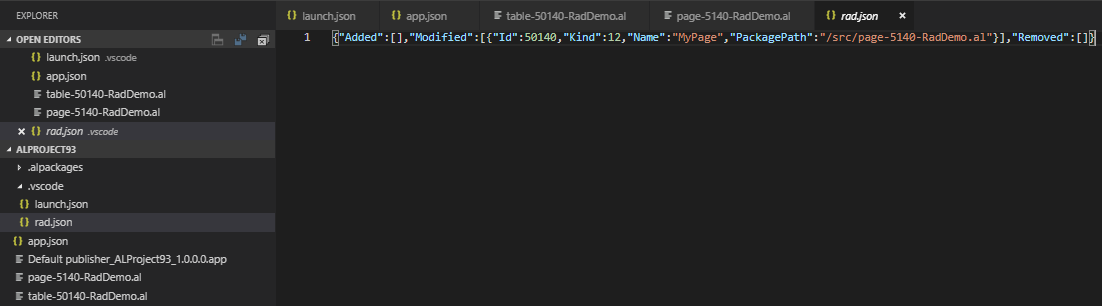 EXPLORER
OPEN EDITORS
{} launch.json .vscode
{} app.json
table-50140-RadDemo.al
page-5140-RadDemo.al
× {} rad.json .vscode
ALPROJECT93
.alpackages
.vscode
{} launch.json
{} rad.json
{} app.json
Default publisher_ALProject93_1.0.0.0.app
page-5140-RadDemo.al
table-50140-RadDemo.al
{} launch.json {} app.json table-50140-RadDemo.al page-5140-RadDemo.al {} rad.json ×
1 {"Added":[],"Modified":[{"Id":50140,"Kind":12,"Name":"MyPage","PackagePath":"/src/page-5140-RadDemo.al"}],"Removed":[]}